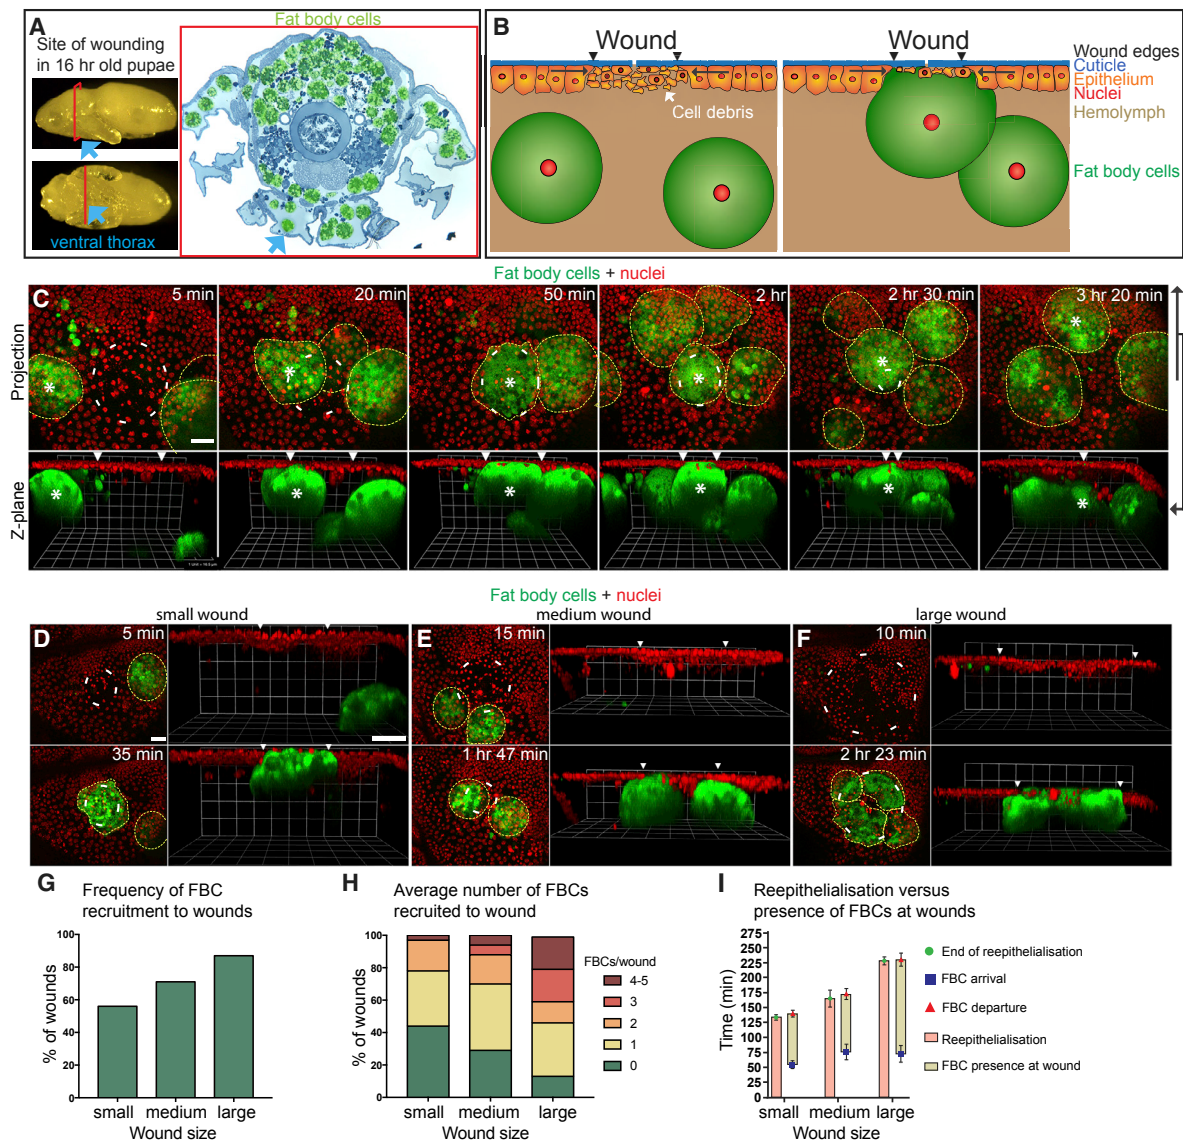 A
Fat body cells
Site of wounding
in 16 hr old pupae
ventral thorax
B
Wound
Wound
Cell debris
Wound edges
Cuticle
Epithelium
Nuclei
Hemolymph
Fat body cells
Fat body cells + nuclei
C
5 min
20 min
50 min
2 hr
2 hr 30 min
3 hr 20 min
Projection
Z-plane
Fat body cells + nuclei
small wound
medium wound
large wound
D
5 min
35 min
E
15 min
1 hr 47 min
F
10 min
2 hr 23 min
G
Frequency of FBC
recruitment to wounds
% of wounds
100
80
60
40
20
0
small
medium
large
Wound size
H
Average number of FBCs
recruited to wound
% of wounds
100
80
60
40
20
0
small
medium
large
Wound size
FBCs/wound
4-5
3
2
1
0
I
Reepithelialisation versus
presence of FBCs at wounds
Time (min)
275
250
225
200
175
150
125
100
75
50
25
100
small
medium
large
Wound size
End of reepithelialisation
FBC arrival
FBC departure
Reepithelialisation
FBC presence at wound